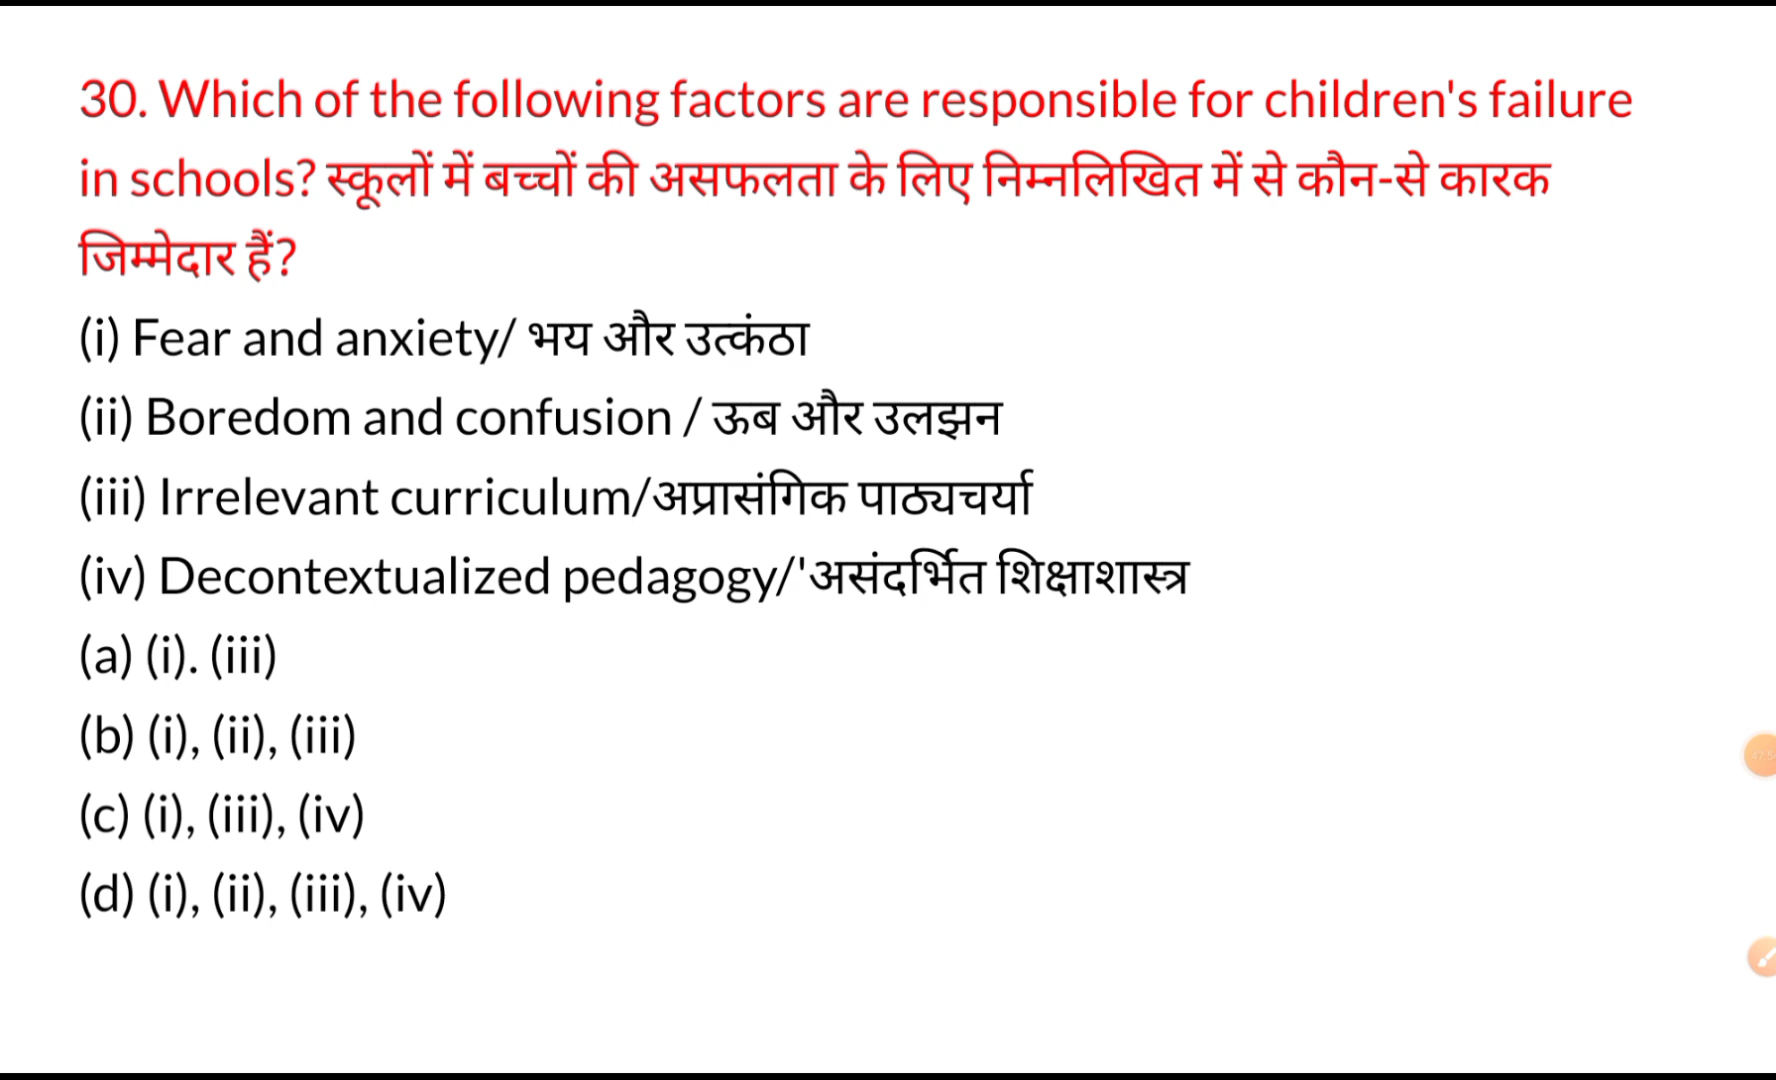 30. Which of the following factors are responsible for children's failure
in schools? स्कूलों में बच्चों की असफलता के लिए निम्नलिखित में से कौन-से कारक
जिम्मेदार हैं?
(i) Fear and anxiety/ भय और उत्कंठा
(ii) Boredom and confusion / ऊब और उलझन
(iii) Irrelevant curriculum/अप्रासंगिक पाठ्यचर्या
(iv) Decontextualized pedagogy/'असंदर्भित शिक्षाशास्त्र
(a) (i). (iii)
(b) (i), (ii), (iii)
(c) (i), (iii), (iv)
(d) (i), (ii), (iii), (iv)